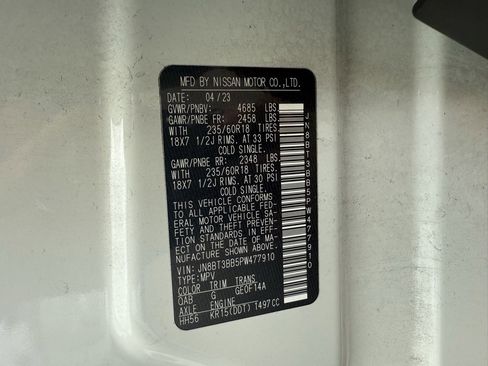 MFD BY NISSAN MOTOR CO.,LTD.
DATE: 04/23
GVWR/PNBV: 4685 LBS
GAWR/PNBE FR: 2458 LBS
WITH 235/60R18 TIRES
18X7 1/2J RIMS AT 33 PSI
COLD SINGLE.
GAWR/PNBE RR: 2348 LBS
WITH 235/60R18 TIRES
18X7 1/2J RIMS AT 30 PSI
COLD SINGLE.
THIS VEHICLE CONFORMS
TO ALL APPLICABLE FED-
ERAL MOTOR VEHICLE SA-
FETY AND THEFT PREVEN-
TION STANDARDS IN EFF-
ECT ON THE DATE OF MA-
NUFACTURE SHOWN ABOVE.
VIN: JN8BT3BB5PW477910
TYPE: MPV
COLOR TRIM TRANS
QAB G GE0F14A
AXLE ENGINE
HH56 KR15(DDT) 1497CC
JN8BT3BB5PW477910